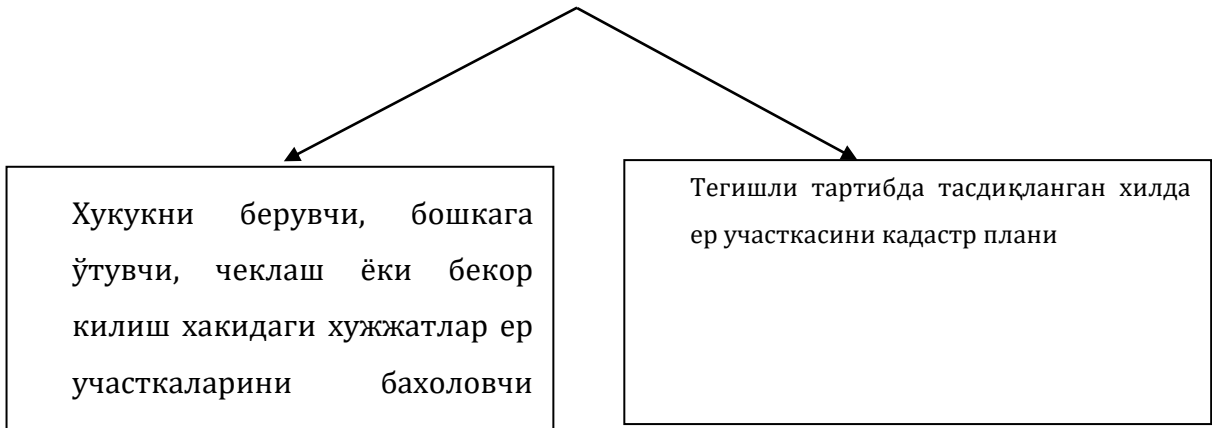 Хукукни берувчи, бошкага
ўтувчи, чеклаш ёки бекор
килиш хакидаги хужжатлар ер
участкаларини бахоловчи
Тегишли тартибда тасдиқланган хилда
ер участкасини кадастр плани